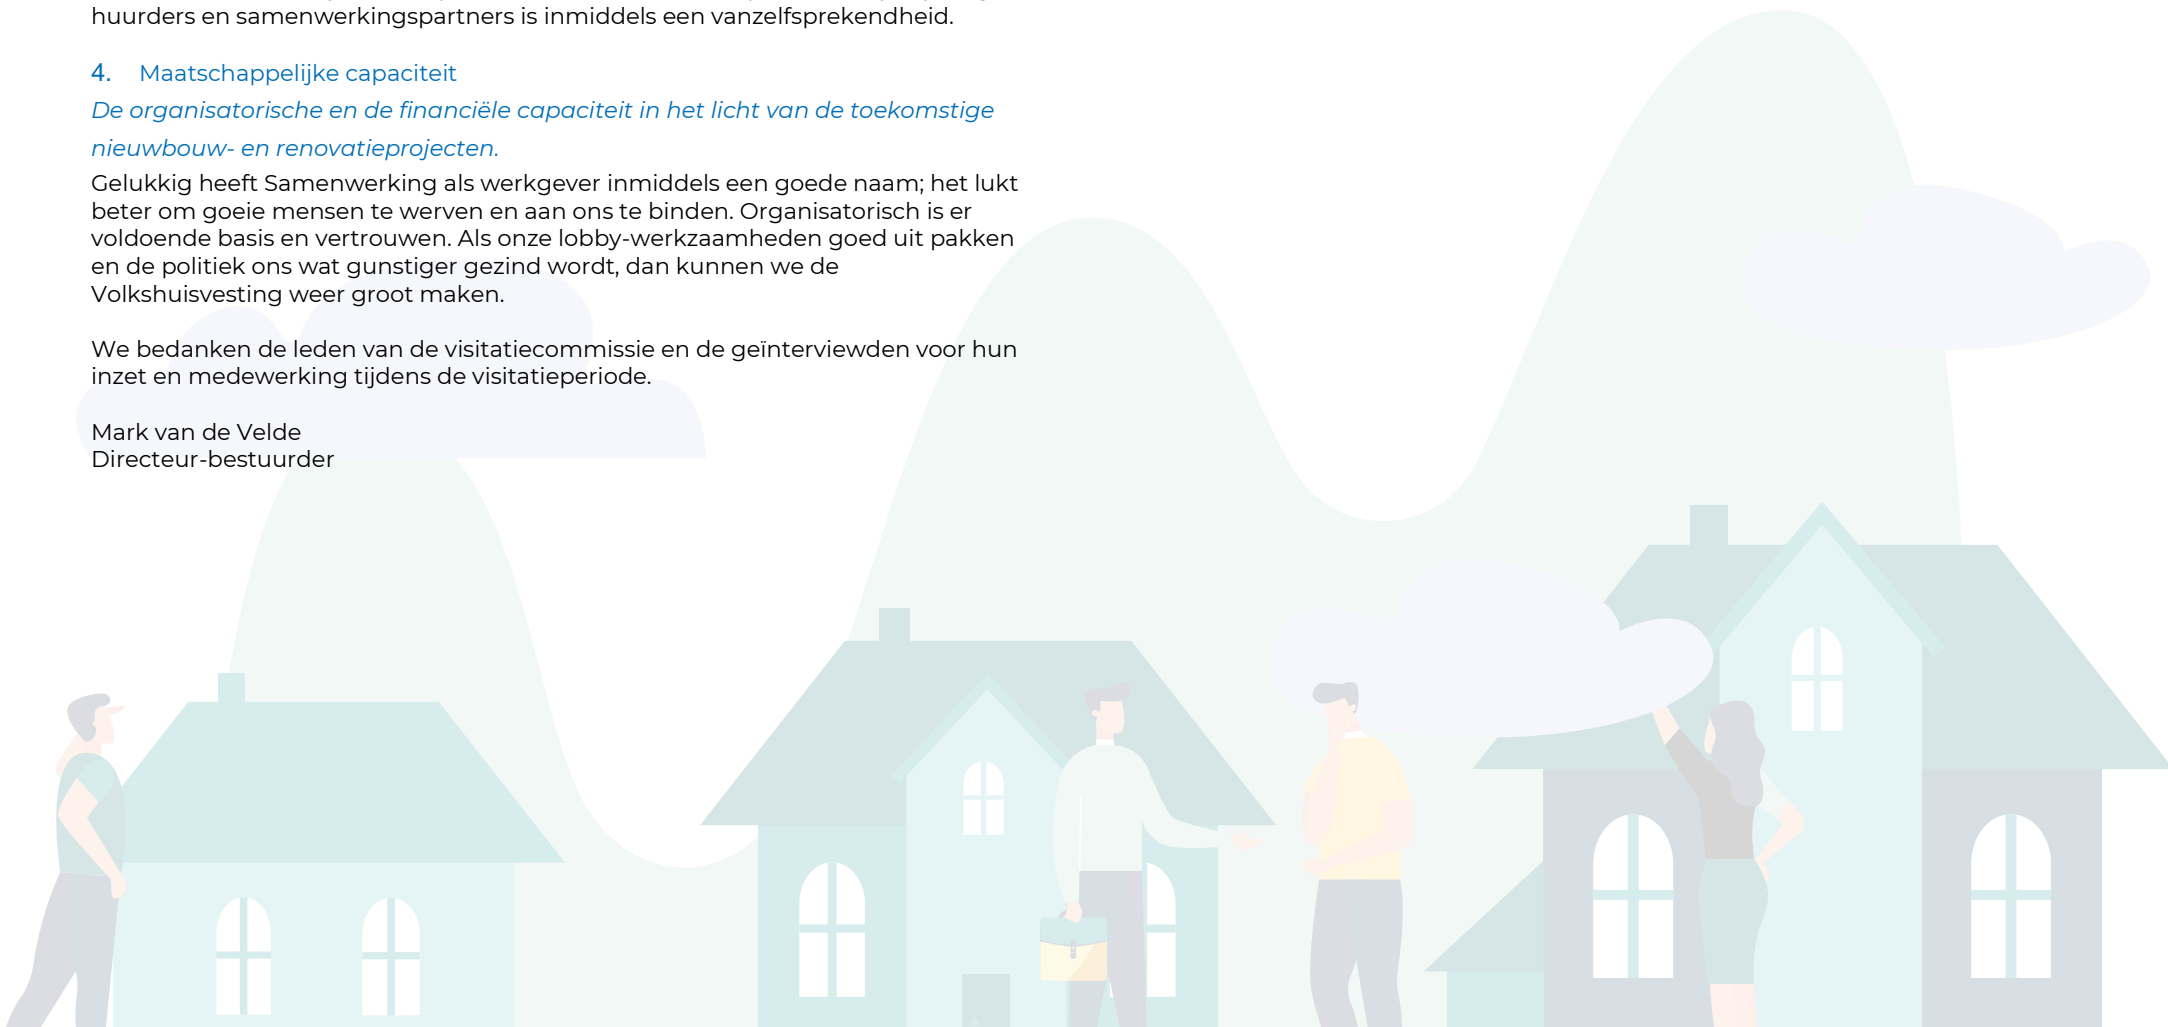 huurders en samenwerkingspartners is inmiddels een vanzelfsprekendheid.
4. Maatschappelijke capaciteit
De organisatorische en de financiële capaciteit in het licht van de toekomstige
nieuwbouw- en renovatieprojecten.
Gelukkig heeft Samenwerking als werkgever inmiddels een goede naam; het lukt
beter om goeie mensen te werven en aan ons te binden. Organisatorisch is er
voldoende basis en vertrouwen. Als onze lobby-werkzaamheden goed uit pakken
en de politiek ons wat gunstiger gezind wordt, dan kunnen we de
Volkshuisvesting weer groot maken.
We bedanken de leden van de visitatiecommissie en de geïnterviewden voor hun
inzet en medewerking tijdens de visitatieperiode.
Mark van de Velde
Directeur-bestuurder